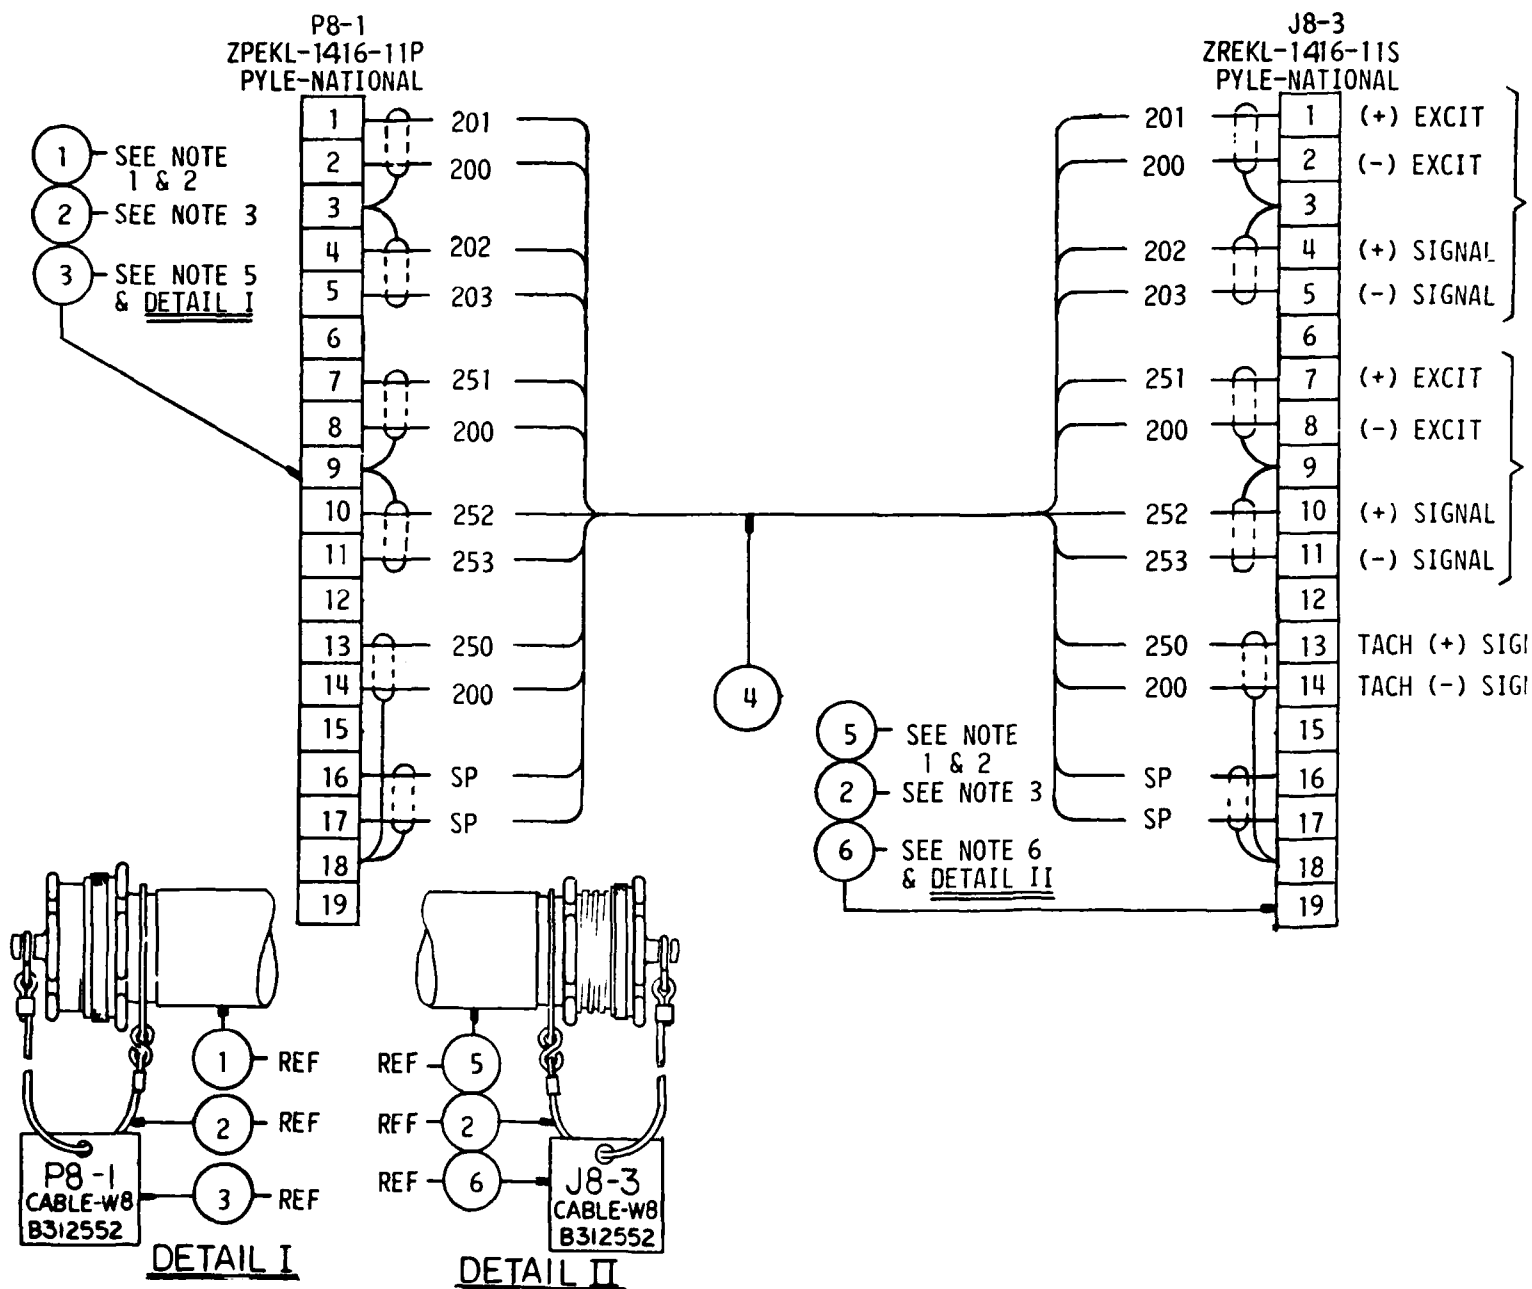 P8-1
ZPEKL-1416-11P
PYLE-NATIONAL
1 201
2 200
3
4 202
5 203
6
7 251
8 200
9
10 252
11 253
12
13 250
14 200
15
16 SP
17 SP
18
19
1 SEE NOTE
1 & 2
2 SEE NOTE 3
3 SEE NOTE 5
& DETAIL I
4
J8-3
ZREKL-1416-11S
PYLE-NATIONAL
201 1 (+) EXCIT
200 2 (-) EXCIT
3
202 4 (+) SIGNAL
203 5 (-) SIGNAL
6
251 7 (+) EXCIT
200 8 (-) EXCIT
9
252 10 (+) SIGNAL
253 11 (-) SIGNAL
12
250 13 TACH (+) SIG
200 14 TACH (-) SIG
15
SP 16
SP 17
18
19
5 SEE NOTE
1 & 2
2 SEE NOTE 3
6 SEE NOTE 6
& DETAIL II
1 REF
2 REF
3 REF
P8-1
CABLE-W8
B312552
DETAIL I
REF 5
REF 2
REF 6
J8-3
CABLE-W8
B312552
DETAIL II